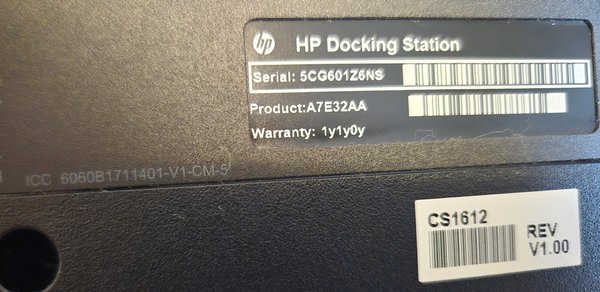 hp HP Docking Station
Serial: 5CG601Z6NS
Product:A7E32AA
Warranty: 1y1y0y
ICC 6060B1711401-V1-CM-5
CS1612
REV
V1.00